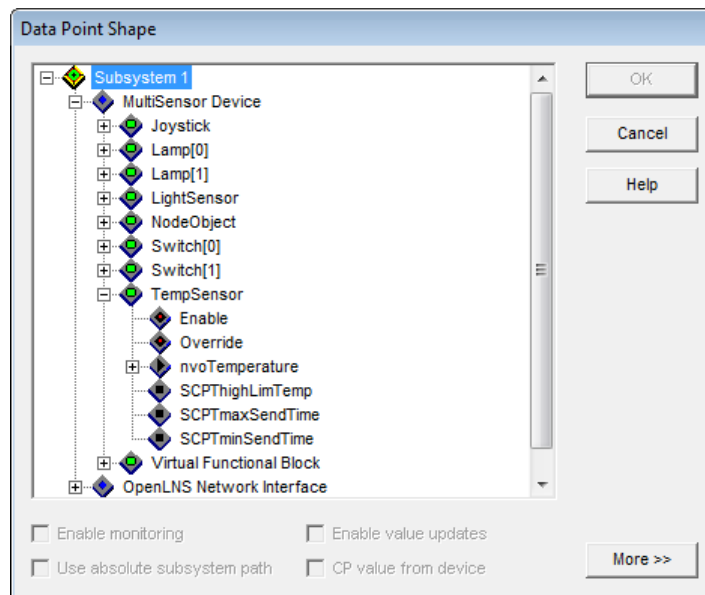 Data Point Shape
Subsystem 1
MultiSensor Device
Joystick
Lamp[0]
Lamp[1]
LightSensor
NodeObject
Switch[0]
Switch[1]
TempSensor
Enable
Override
nvoTemperature
SCPThighLimTemp
SCPTmaxSendTime
SCPTminSendTime
Virtual Functional Block
OpenLNS Network Interface
OK
Cancel
Help
Enable monitoring Enable value updates
Use absolute subsystem path CP value from device
More >>